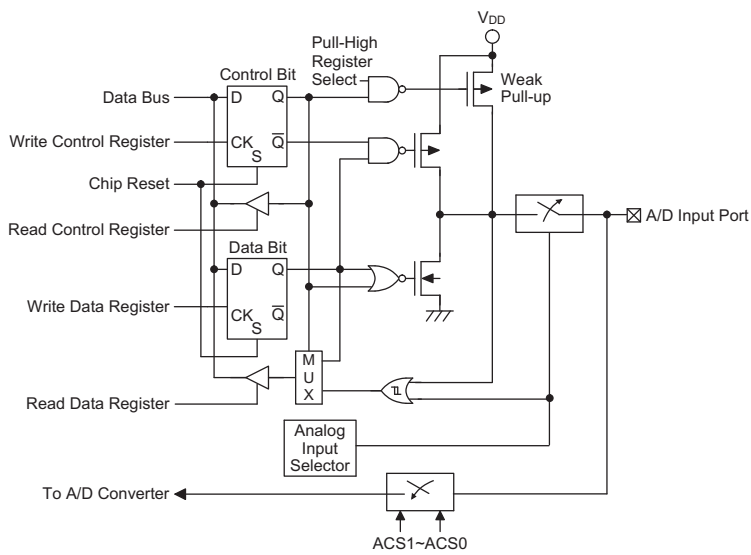 V_DD
Pull-High
Register
Select
Weak
Pull-up
Control Bit
Data Bus
D
Q
Write Control Register
CK
Q̅
S
Chip Reset
Read Control Register
A/D Input Port
Data Bit
D
Q
Write Data Register
CK
Q̅
S
M
U
X
Read Data Register
Analog
Input
Selector
To A/D Converter
ACS1~ACS0